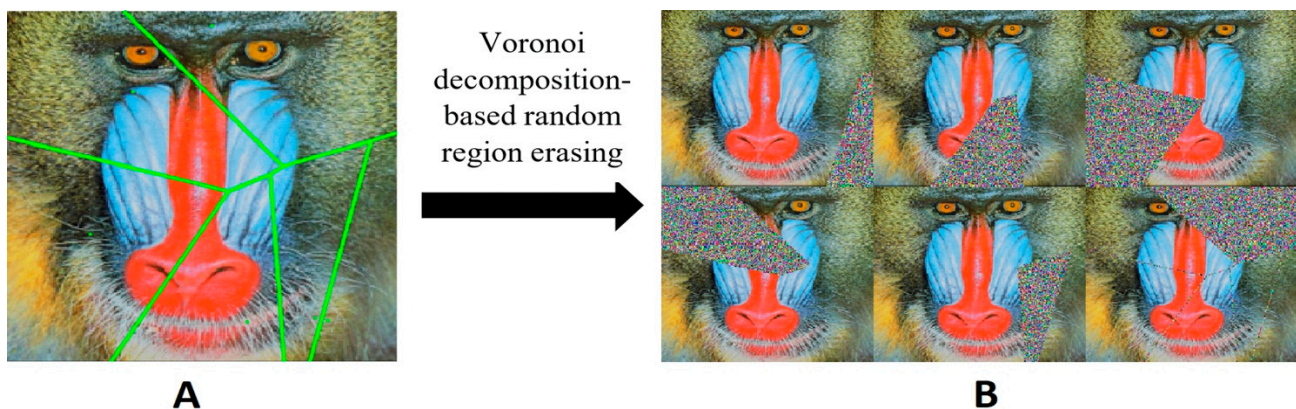 Voronoi
decomposition-
based random
region erasing
A
B